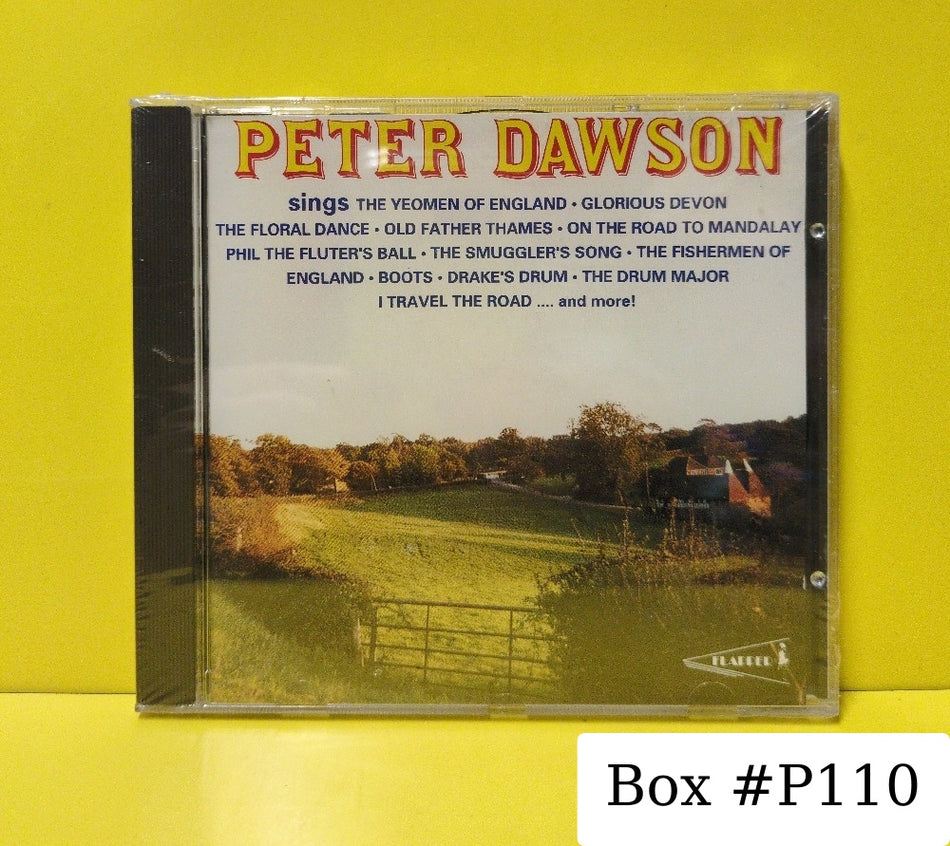 PETER DAWSON
sings THE YEOMEN OF ENGLAND • GLORIOUS DEVON
THE FLORAL DANCE • OLD FATHER THAMES • ON THE ROAD TO MANDALAY
PHIL THE FLUTER'S BALL • THE SMUGGLER'S SONG • THE FISHERMEN OF
ENGLAND • BOOTS • DRAKE'S DRUM • THE DRUM MAJOR
I TRAVEL THE ROAD .... and more!
FLAPPER
Box #P110